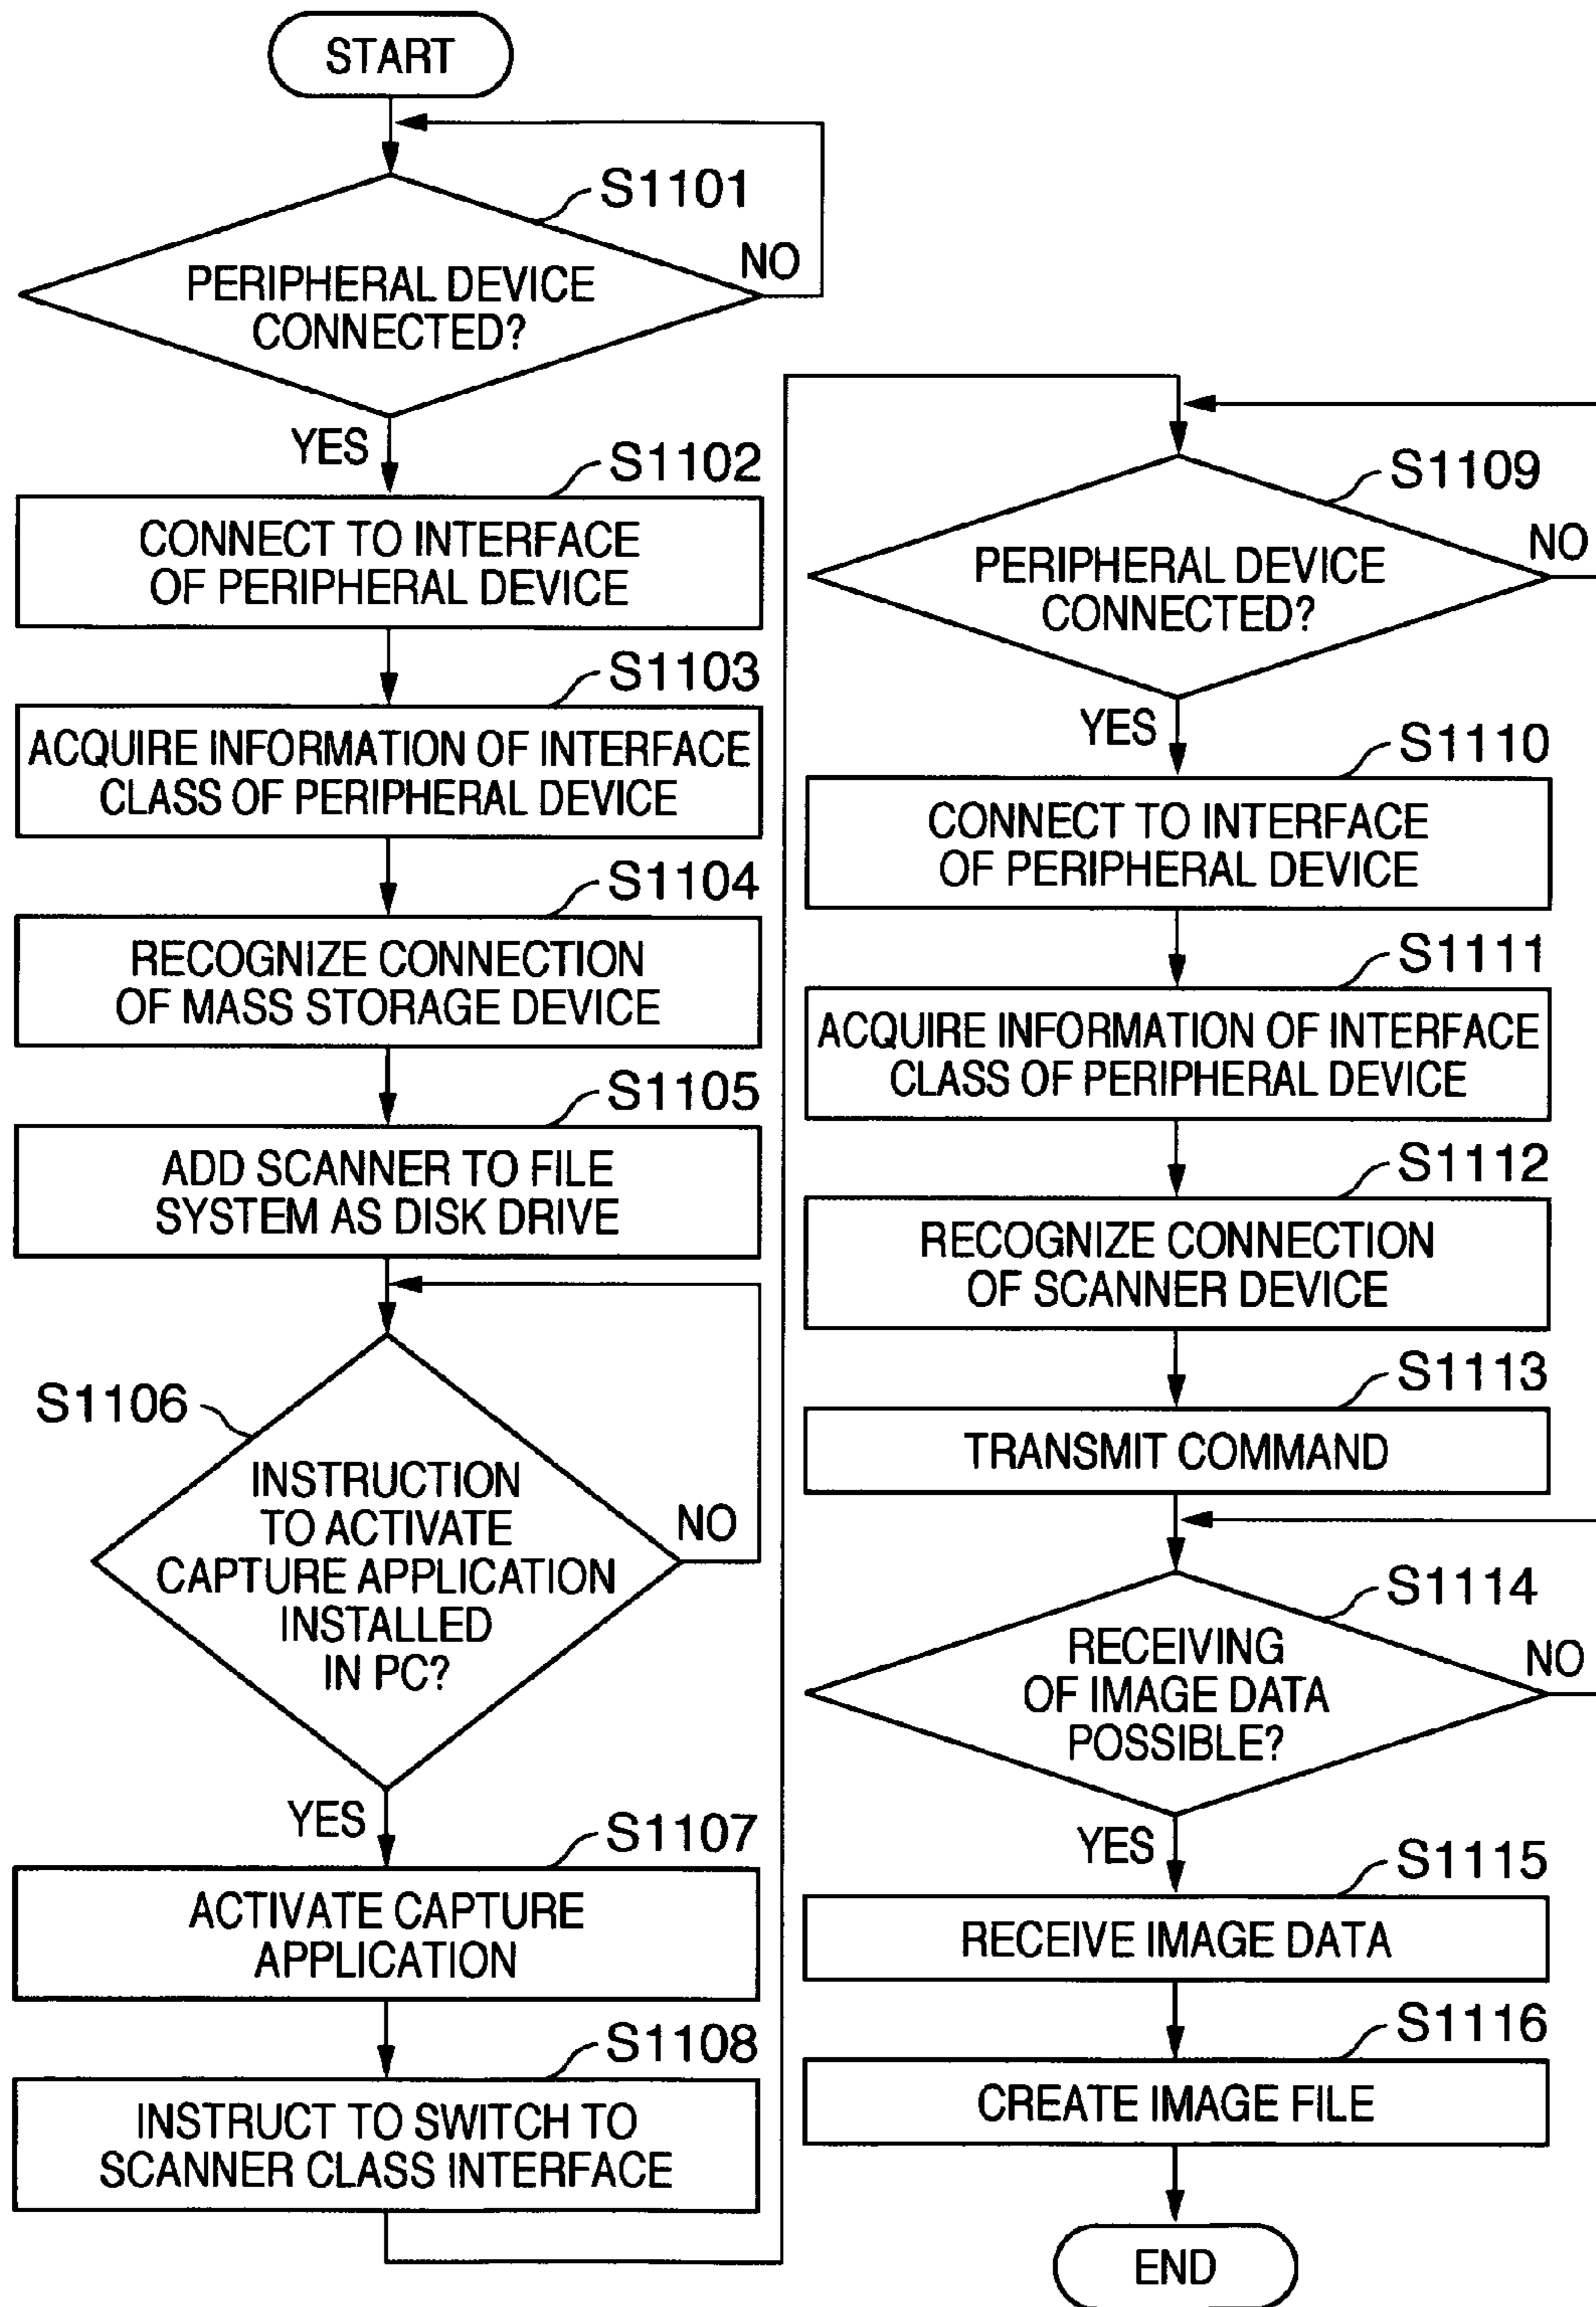 START
S1101
NO
PERIPHERAL DEVICE
CONNECTED?
YES
S1102
CONNECT TO INTERFACE
OF PERIPHERAL DEVICE
S1103
ACQUIRE INFORMATION OF INTERFACE
CLASS OF PERIPHERAL DEVICE
S1104
RECOGNIZE CONNECTION
OF MASS STORAGE DEVICE
S1105
ADD SCANNER TO FILE
SYSTEM AS DISK DRIVE
S1106
INSTRUCTION
TO ACTIVATE
CAPTURE APPLICATION
INSTALLED
IN PC?
NO
YES
S1107
ACTIVATE CAPTURE
APPLICATION
S1108
INSTRUCT TO SWITCH TO
SCANNER CLASS INTERFACE
S1109
NO
PERIPHERAL DEVICE
CONNECTED?
YES
S1110
CONNECT TO INTERFACE
OF PERIPHERAL DEVICE
S1111
ACQUIRE INFORMATION OF INTERFACE
CLASS OF PERIPHERAL DEVICE
S1112
RECOGNIZE CONNECTION
OF SCANNER DEVICE
S1113
TRANSMIT COMMAND
S1114
RECEIVING
OF IMAGE DATA
POSSIBLE?
NO
YES
S1115
RECEIVE IMAGE DATA
S1116
CREATE IMAGE FILE
END